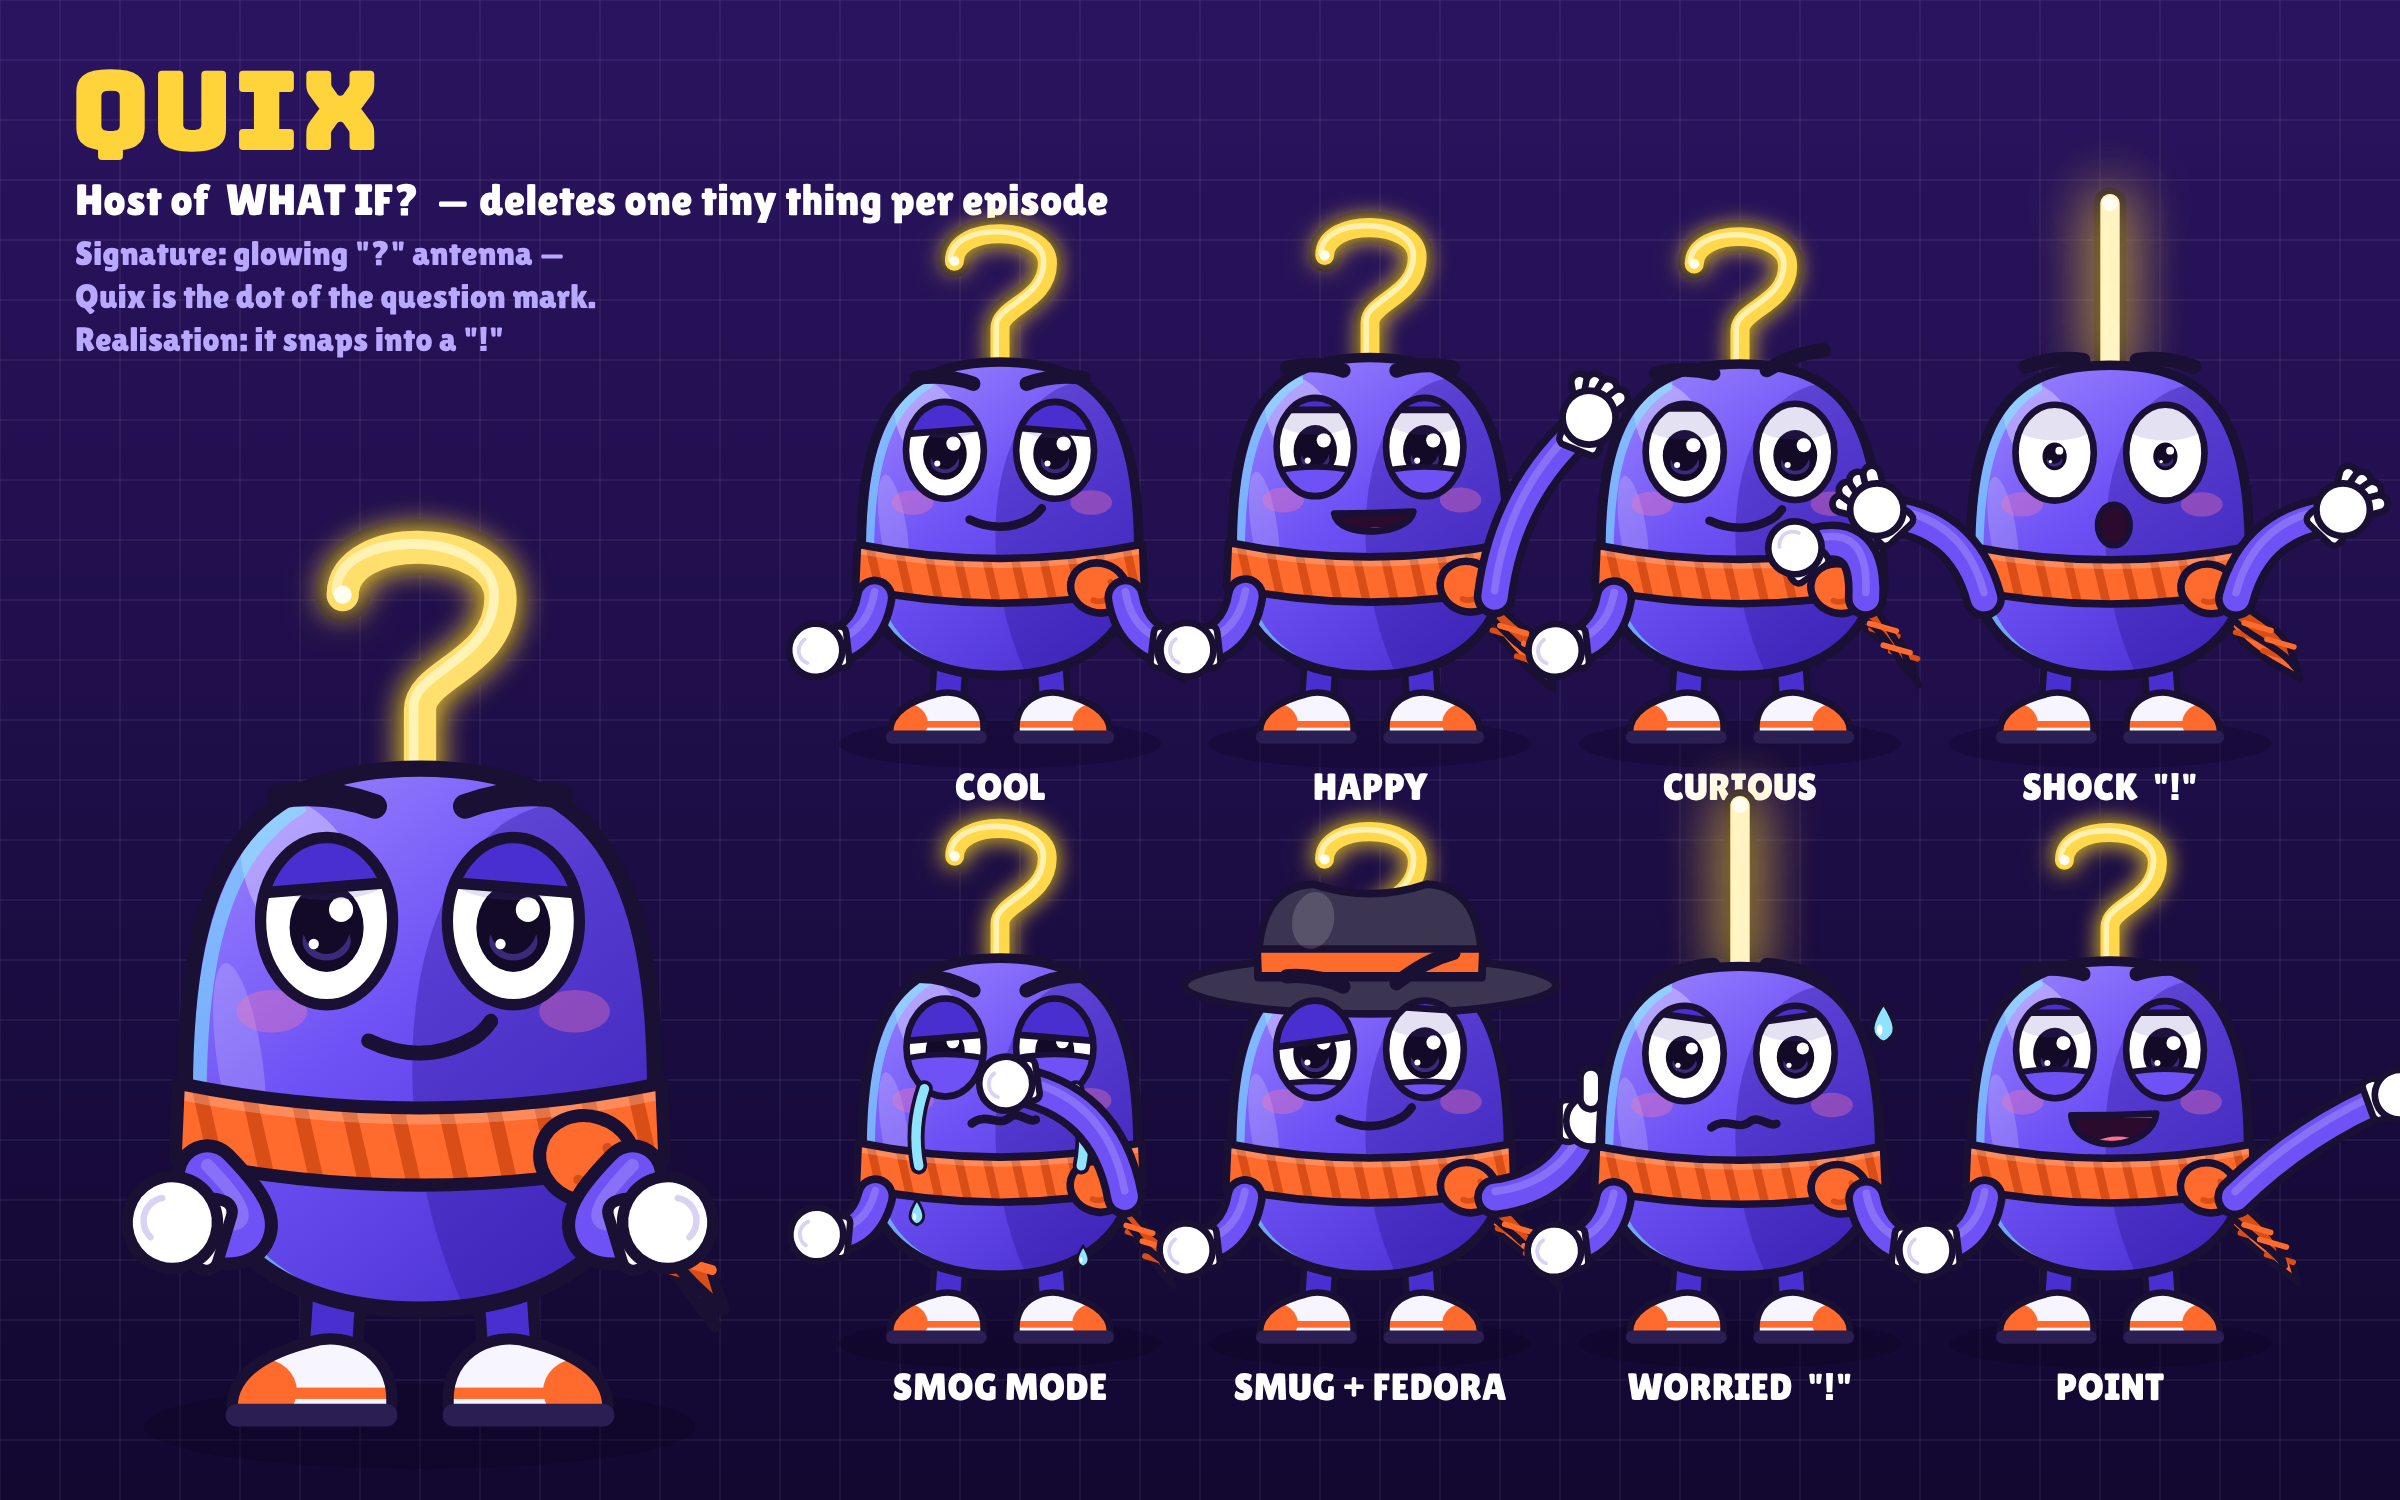 QUIX
Host of WHAT IF? — deletes one tiny thing per episode
Signature: glowing "?" antenna —
Quix is the dot of the question mark.
Realisation: it snaps into a "!"
COOL
HAPPY
CURIOUS
SHOCK "!"
SMOG MODE
SMUG + FEDORA
WORRIED "!"
POINT